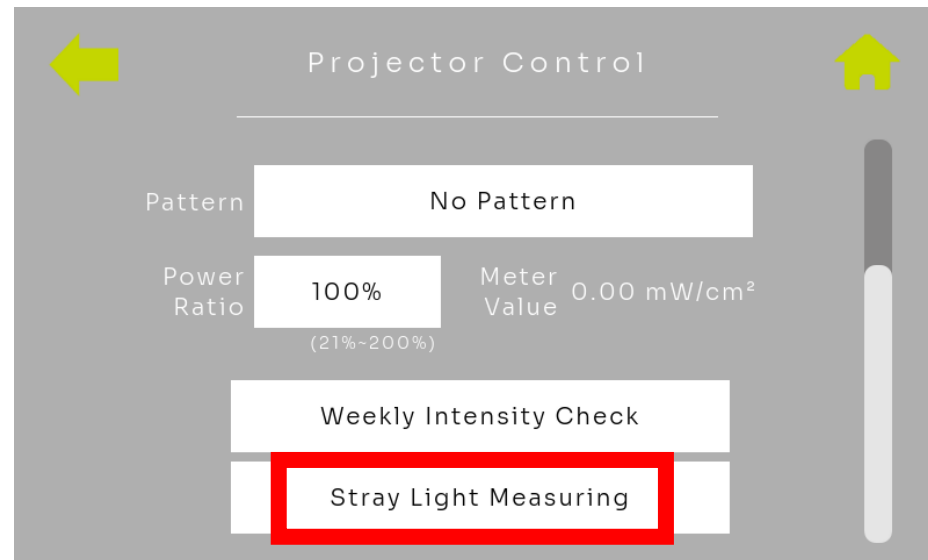 Projector Control
Pattern
No Pattern
Power
Ratio
100%
(21%~200%)
Meter
Value
0.00 mW/cm²
Weekly Intensity Check
Stray Light Measuring